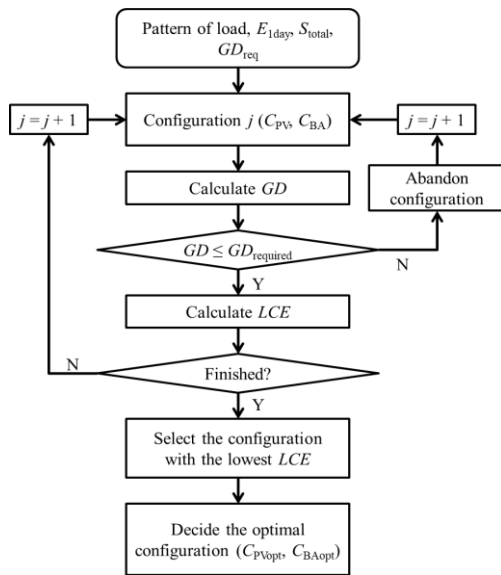 Pattern of load, E1day, Stotal,
GDreq
j = j + 1
Configuration j (CPV, CBA)
j = j + 1
Calculate GD
Abandon
configuration
GD ≤ GDrequired
N
Y
Calculate LCE
N
Finished?
Y
Select the configuration
with the lowest LCE
Decide the optimal
configuration (CPVopt, CBAopt)